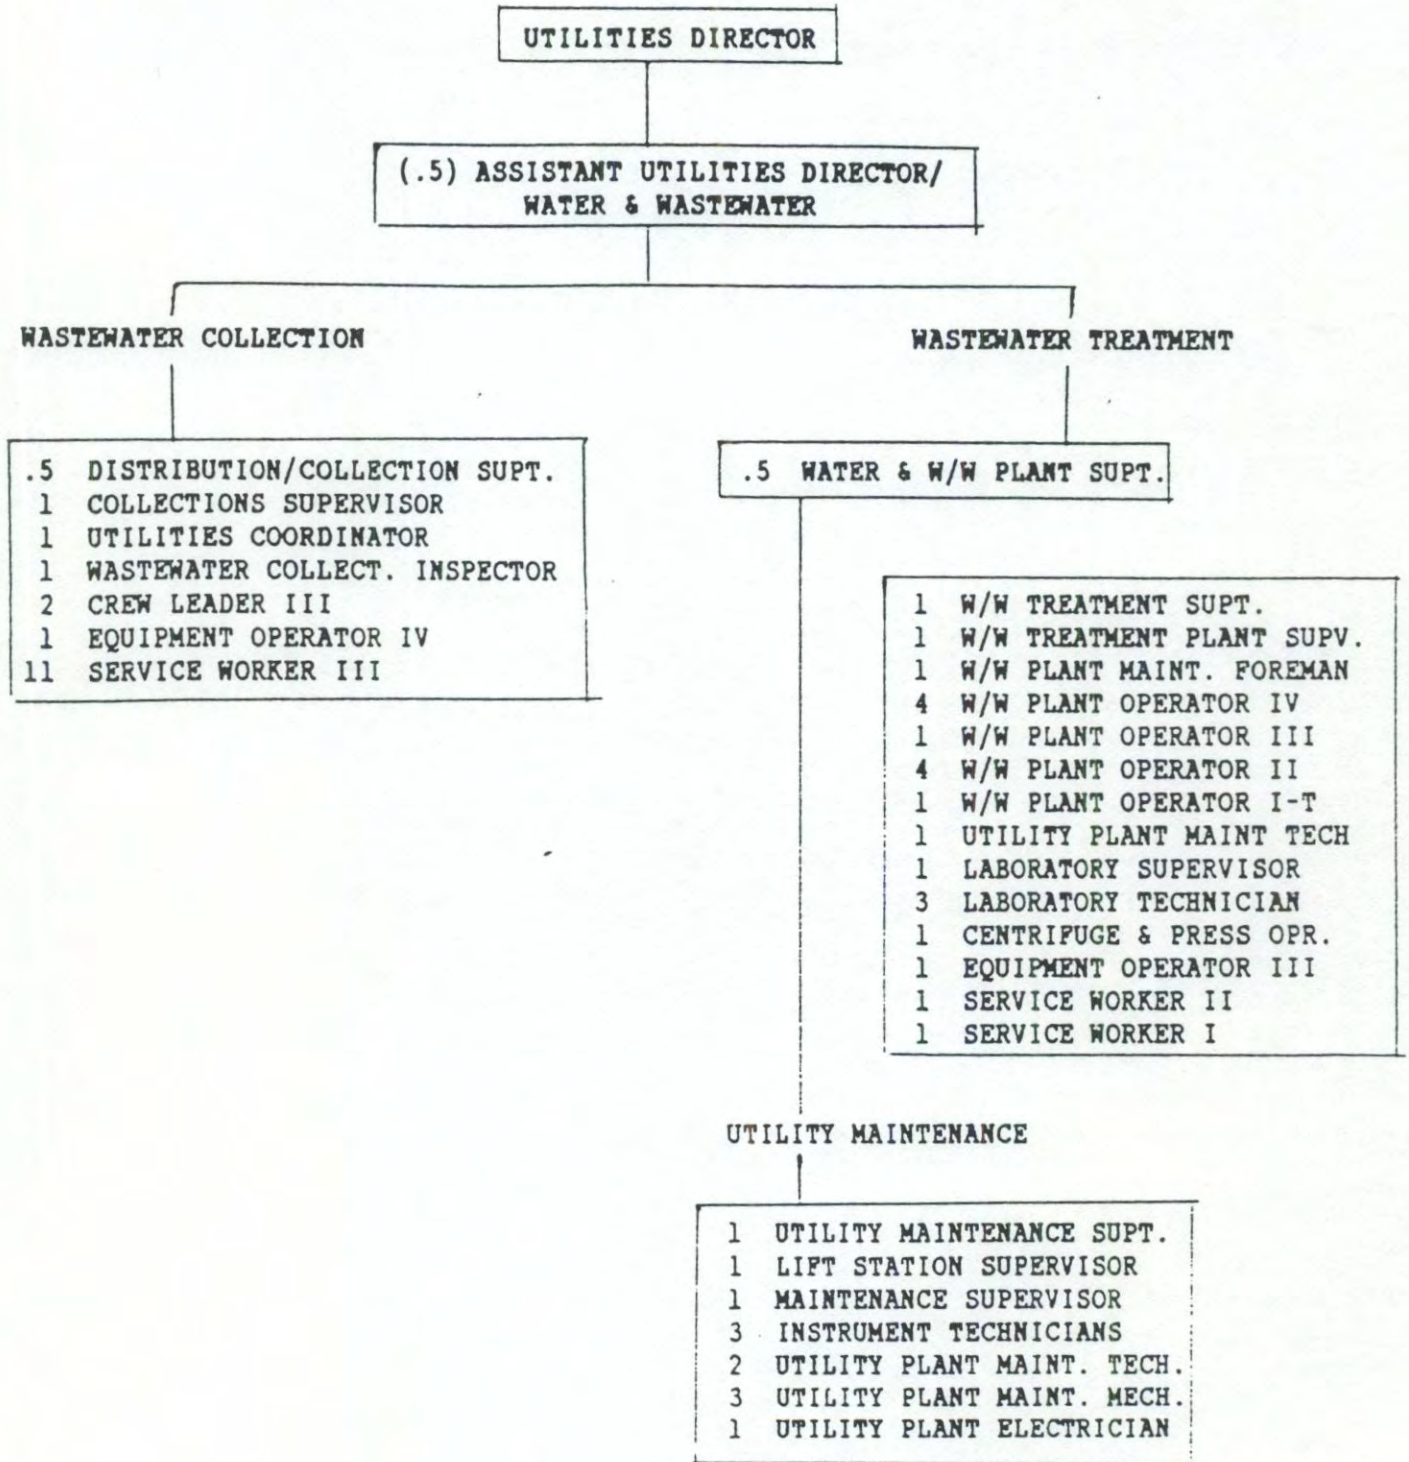 UTILITIES DIRECTOR
(.5) ASSISTANT UTILITIES DIRECTOR/
WATER & WASTEWATER
WASTEWATER COLLECTION
.5 DISTRIBUTION/COLLECTION SUPT.
1 COLLECTIONS SUPERVISOR
1 UTILITIES COORDINATOR
1 WASTEWATER COLLECT. INSPECTOR
2 CREW LEADER III
1 EQUIPMENT OPERATOR IV
11 SERVICE WORKER III
WASTEWATER TREATMENT
.5 WATER & W/W PLANT SUPT.
1 W/W TREATMENT SUPT.
1 W/W TREATMENT PLANT SUPV.
1 W/W PLANT MAINT. FOREMAN
4 W/W PLANT OPERATOR IV
1 W/W PLANT OPERATOR III
4 W/W PLANT OPERATOR II
1 W/W PLANT OPERATOR I-T
1 UTILITY PLANT MAINT TECH
1 LABORATORY SUPERVISOR
3 LABORATORY TECHNICIAN
1 CENTRIFUGE & PRESS OPR.
1 EQUIPMENT OPERATOR III
1 SERVICE WORKER II
1 SERVICE WORKER I
UTILITY MAINTENANCE
1 UTILITY MAINTENANCE SUPT.
1 LIFT STATION SUPERVISOR
1 MAINTENANCE SUPERVISOR
3 INSTRUMENT TECHNICIANS
2 UTILITY PLANT MAINT. TECH.
3 UTILITY PLANT MAINT. MECH.
1 UTILITY PLANT ELECTRICIAN